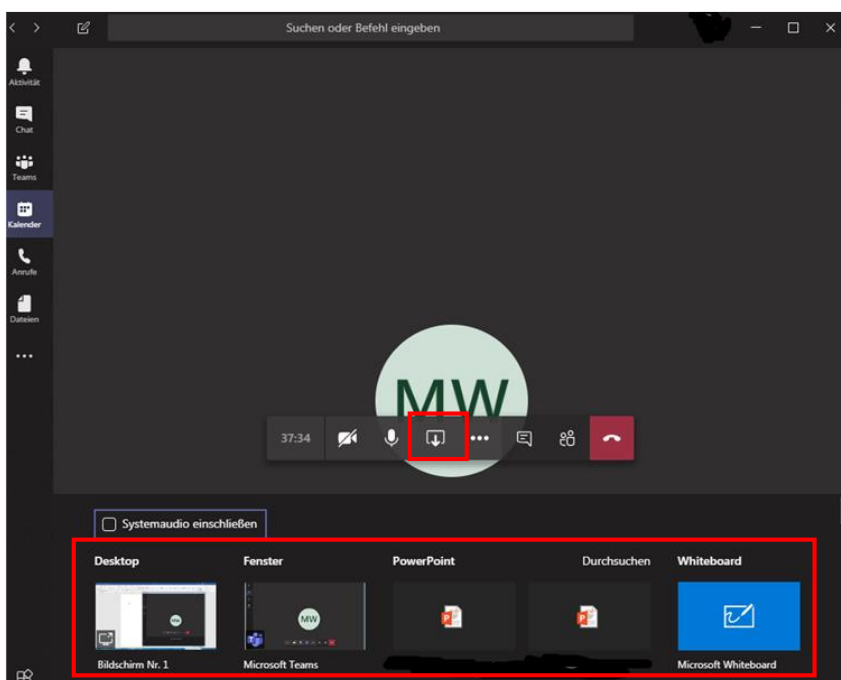 Suchen oder Befehl eingeben
Aktivität
Chat
Teams
Kalender
Anrufe
Dateien
MW
37:34
Systemaudio einschließen
Desktop Fenster PowerPoint Durchsuchen Whiteboard
MW
MW
Bildschirm Nr. 1 Microsoft Teams Microsoft Whiteboard